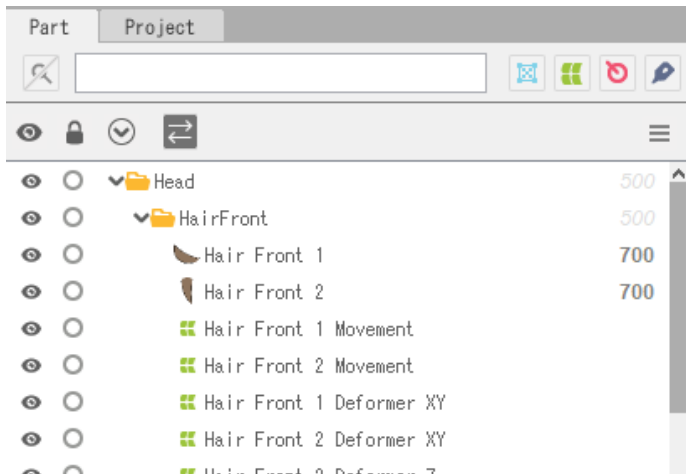 Part Project
Head 500
HairFront 500
Hair Front 1 700
Hair Front 2 700
Hair Front 1 Movement
Hair Front 2 Movement
Hair Front 1 Deformer XY
Hair Front 2 Deformer XY